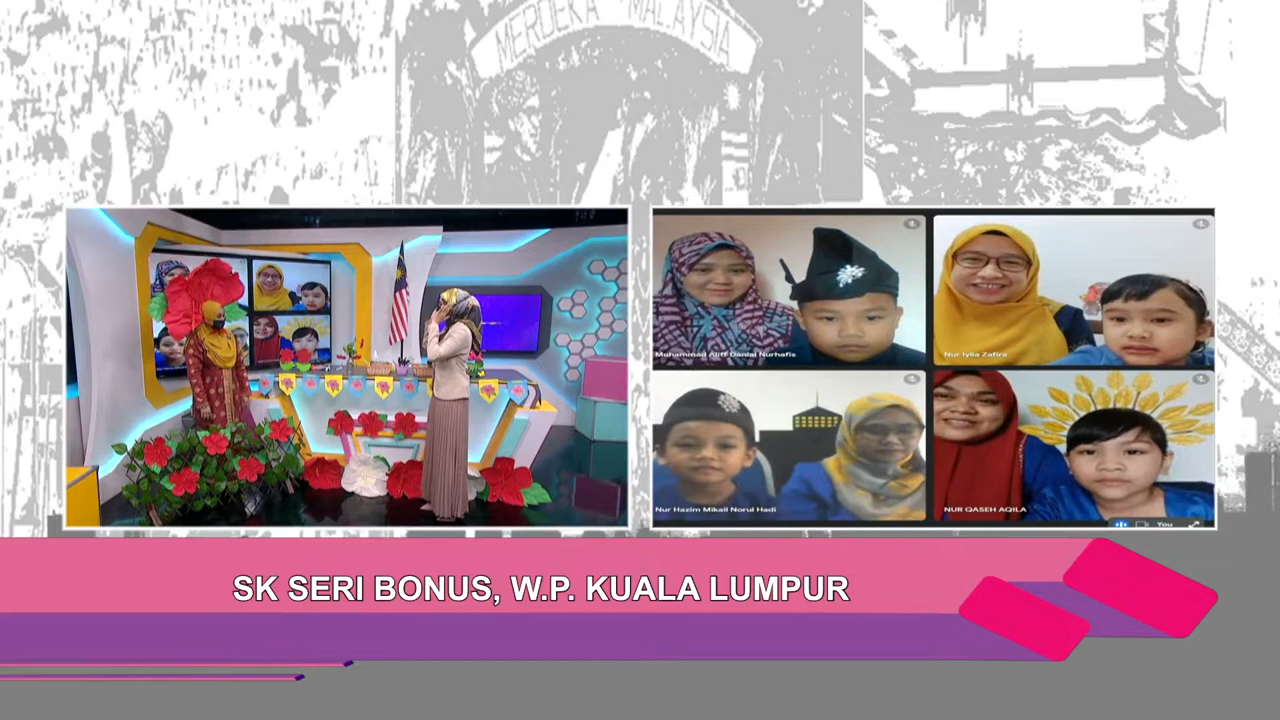 MERDEKA MALAYSIA
Muhammad Aliff Danial Nurhafis
Nur Iylia Zafira
Nur Hazim Mikail Norul Hadi
NUR QASEH AQILA
You
SK SERI BONUS, W.P. KUALA LUMPUR